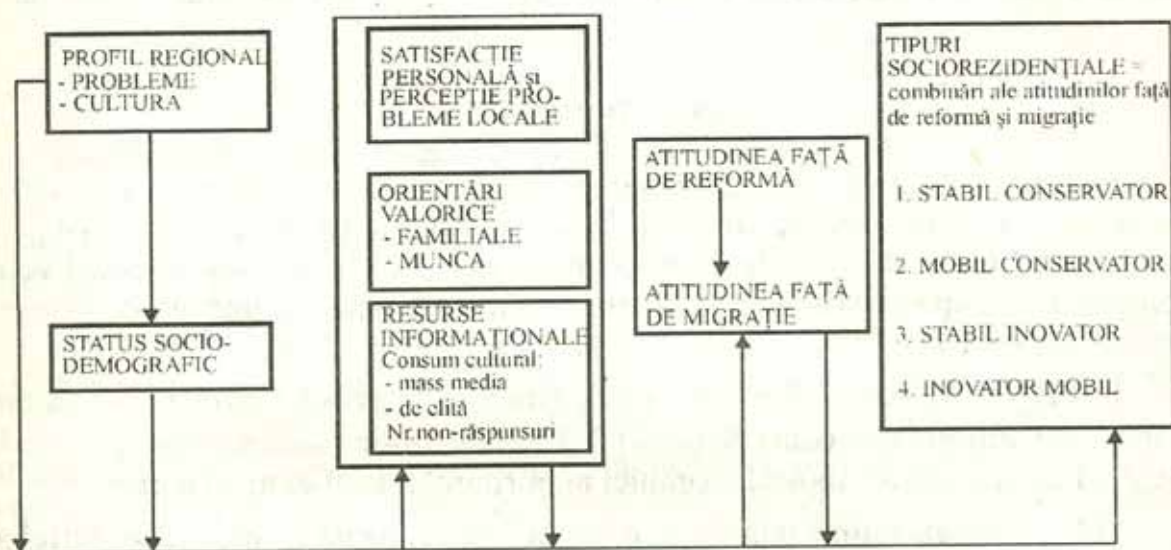 PROFIL REGIONAL
- PROBLEME
- CULTURA
STATUS SOCIO-
DEMOGRAFIC
SATISFACȚIE
PERSONALĂ și
PERCEPȚIE PRO-
BLEME LOCALE
ORIENTĂRI
VALORICE
- FAMILIALE
- MUNCA
RESURSE
INFORMAȚIONALE
Consum cultural:
- mass media
- de elită
Nr.non-răspunsuri
ATITUDINEA FAȚĂ
DE REFORMĂ
ATITUDINEA FAȚĂ
DE MIGRAȚIE
TIPURI
SOCIOREZIDENȚIALE =
combinări ale atitudinilor față
de reformă și migrație
1. STABIL CONSERVATOR
2. MOBIL CONSERVATOR
3. STABIL INOVATOR
4. INOVATOR MOBIL